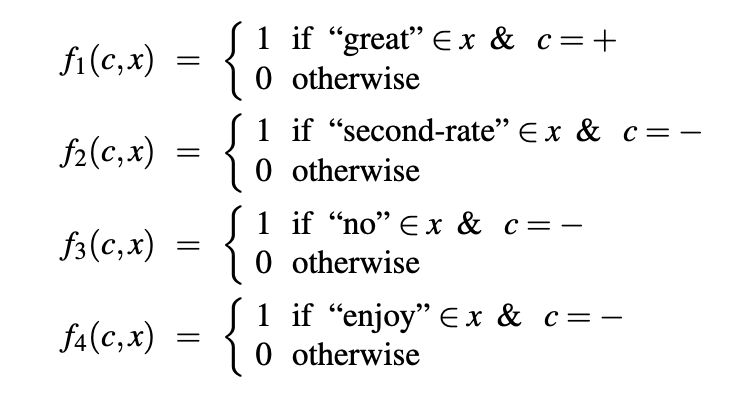 f1(c,x) = { 1 if “great” ∈ x & c = +
0 otherwise
f2(c,x) = { 1 if “second-rate” ∈ x & c = −
0 otherwise
f3(c,x) = { 1 if “no” ∈ x & c = −
0 otherwise
f4(c,x) = { 1 if “enjoy” ∈ x & c = −
0 otherwise